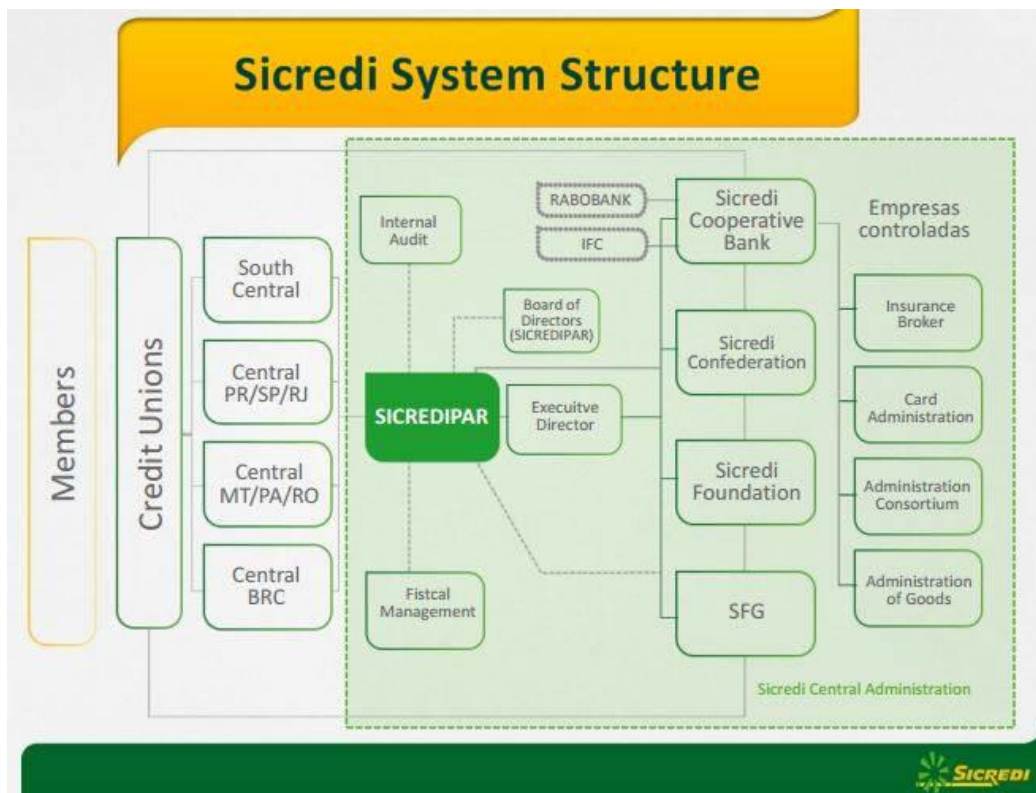 Sicredi System Structure
Members
Credit Unions
South
Central
Central
PR/SP/RJ
Central
MT/PA/RO
Central
BRC
Internal
Audit
SICREDIPAR
Fistcal
Management
Board of
Directors
(SICREDIPAR)
Execuitve
Director
RABOBANK
IFC
Sicredi
Cooperative
Bank
Sicredi
Confederation
Sicredi
Foundation
SFG
Empresas
controladas
Insurance
Broker
Card
Administration
Administration
Consortium
Administration
of Goods
Sicredi Central Administration
SICREDI